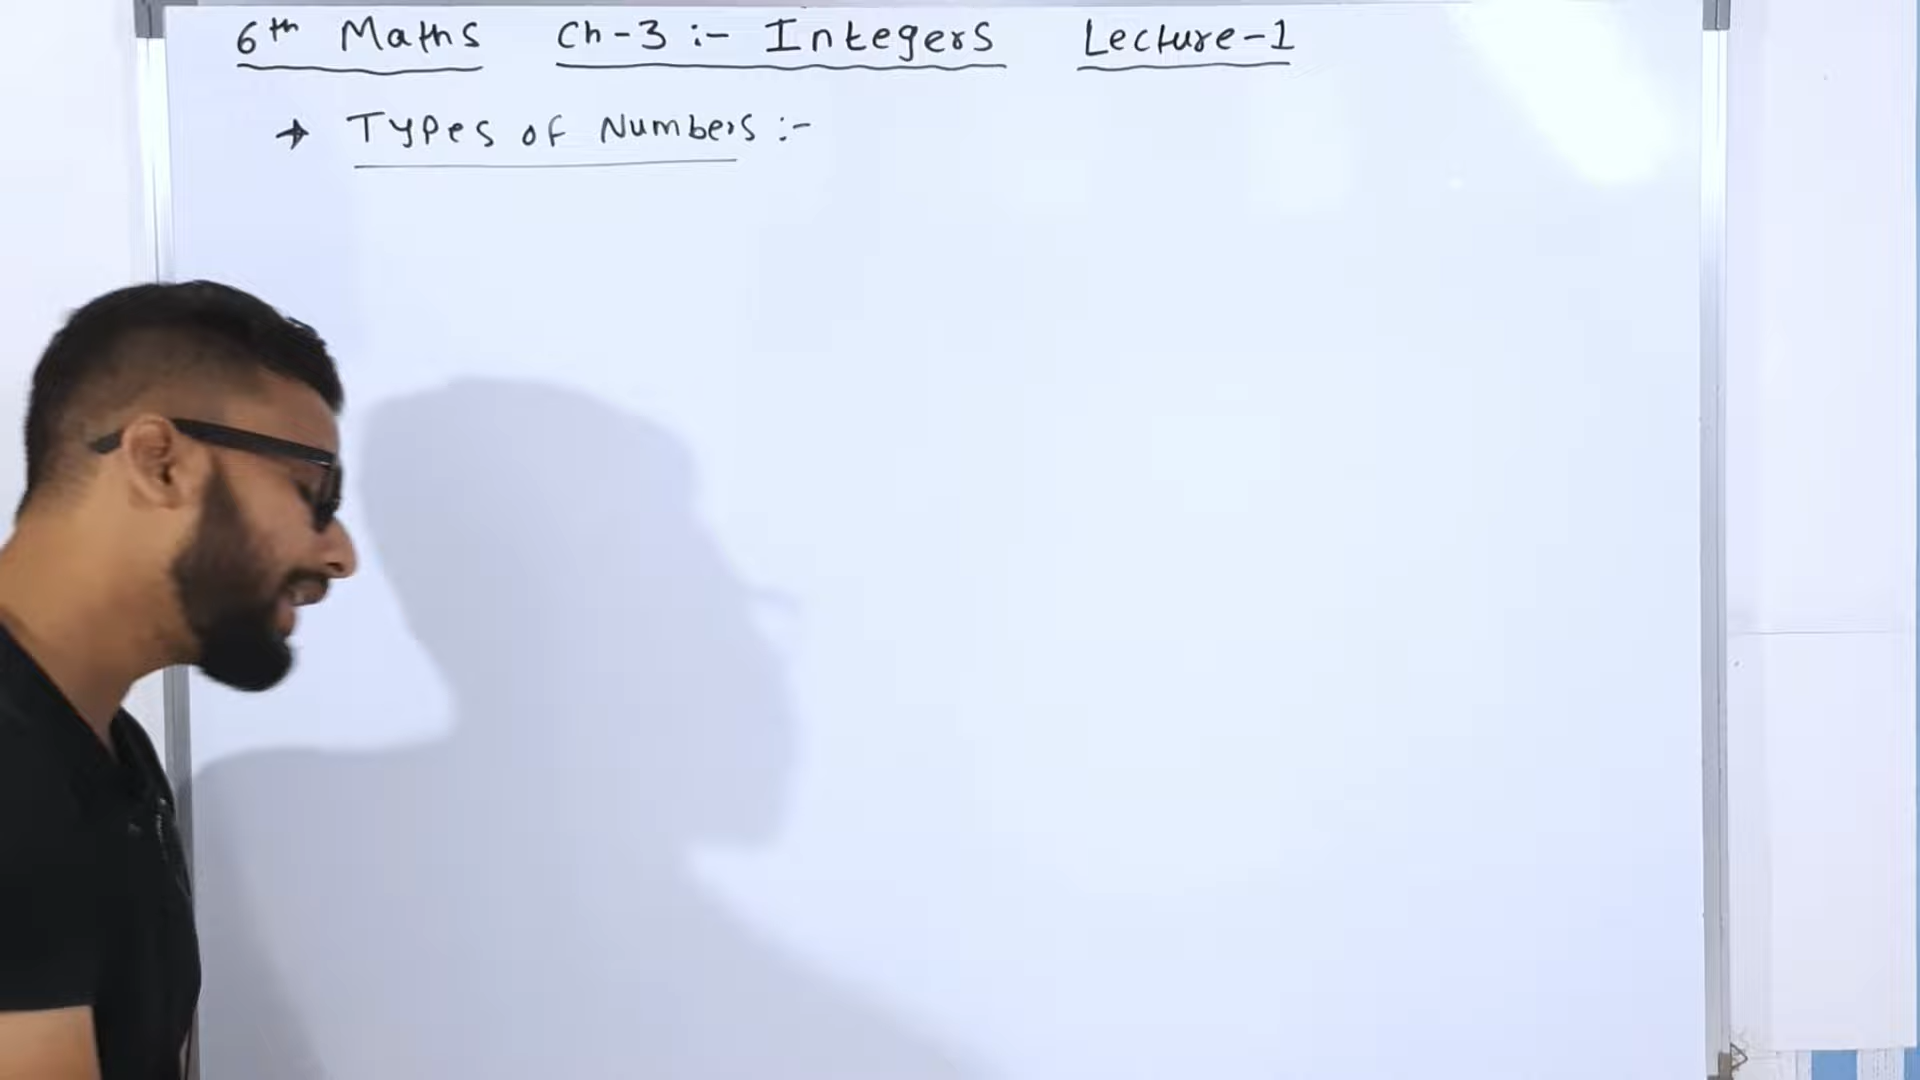 6th Maths Ch-3 :- Integers Lecture-1
→ Types of Numbers :-